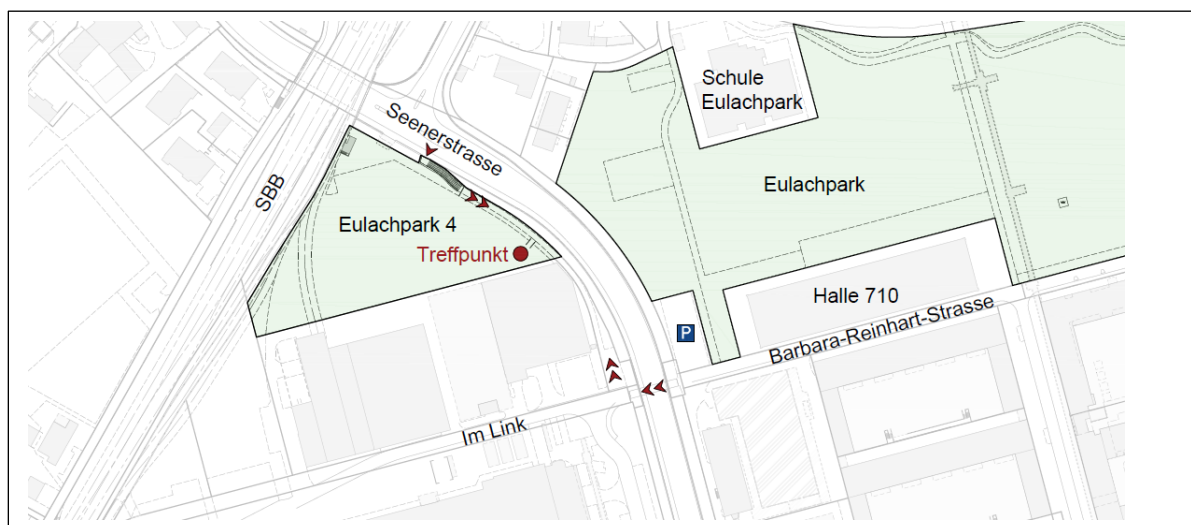 Schule
Eulachpark
Seenerstrasse
SBB
Eulachpark
Eulachpark 4
Treffpunkt
Halle 710
P
Barbara-Reinhart-Strasse
Im Link